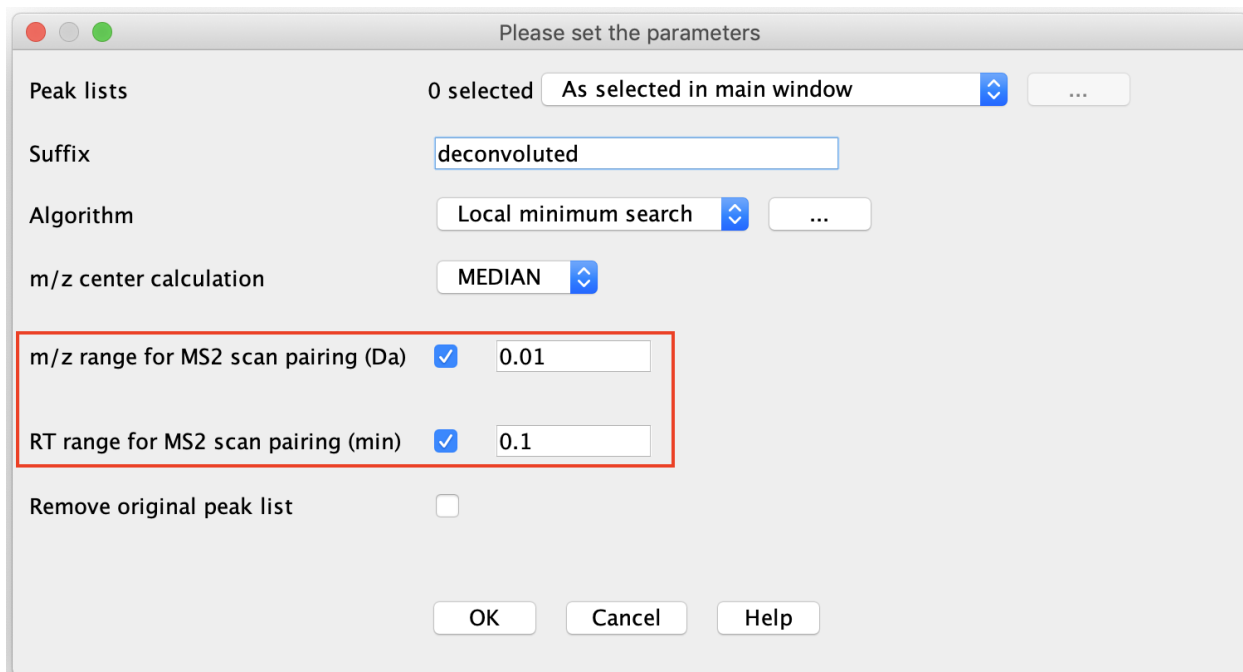 Please set the parameters
Peak lists 0 selected As selected in main window ...
Suffix deconvoluted
Algorithm Local minimum search ...
m/z center calculation MEDIAN
m/z range for MS2 scan pairing (Da) 0.01
RT range for MS2 scan pairing (min) 0.1
Remove original peak list
OK Cancel Help